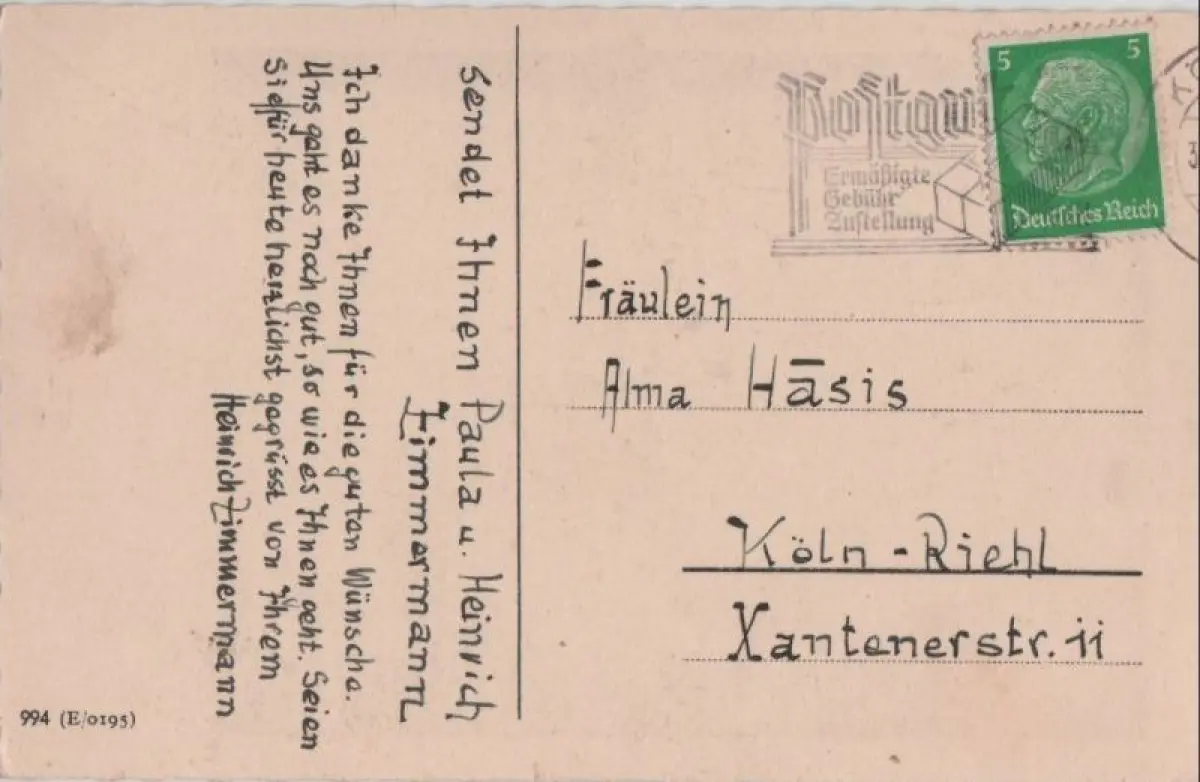 sendet Ihnen Paula u. Heinrich
Zimmermann
Ich danke Ihnen für die guten Wünsche.
Uns geht es noch gut, so wie es Ihnen geht. Seien
Sie für heute herzlichst gegrüsst von Ihrem
Heinrich Zimmermann
994 (E/0195)
5 5
Deutsches Reich
Ermäßigte
Gebühr
Zustellung
Fräulein
Alma Häsis
Köln-Riehl
Xantenerstr. 11